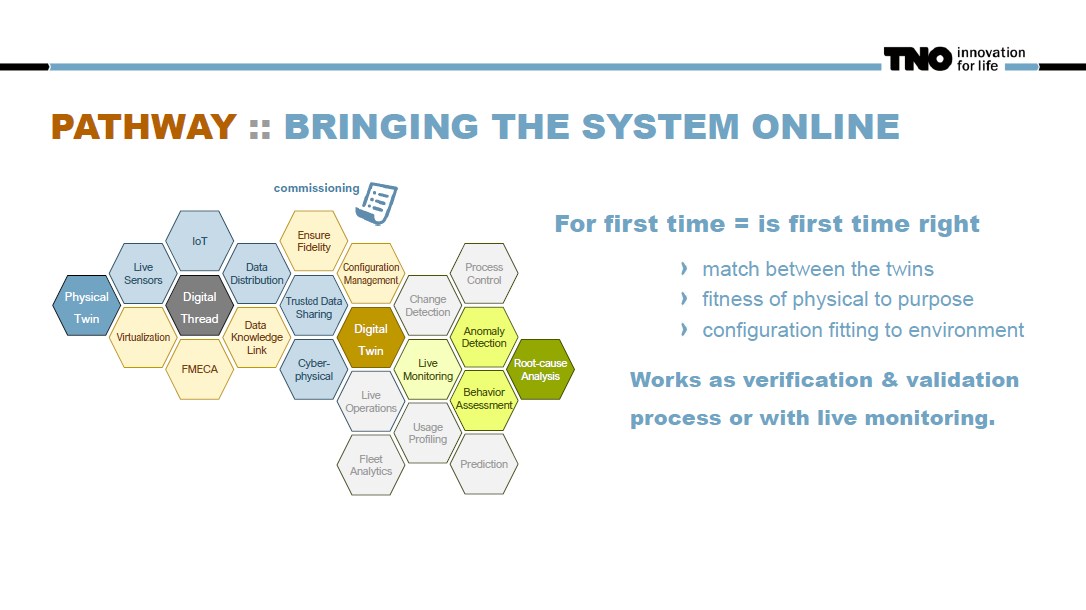 TNO innovation
for life
PATHWAY :: BRINGING THE SYSTEM ONLINE
commissioning
IoT
Ensure
Fidelity
Live
Sensors
Data
Distribution
Configuration
Management
Process
Control
Physical
Twin
Digital
Thread
Trusted Data
Sharing
Change
Detection
Virtualization
Data
Knowledge
Link
Digital
Twin
Anomaly
Detection
FMECA
Cyber-
physical
Live
Monitoring
Root-cause
Analysis
Live
Operations
Behavior
Assessment
Usage
Profiling
Fleet
Analytics
Prediction
For first time = is first time right
› match between the twins
› fitness of physical to purpose
› configuration fitting to environment
Works as verification & validation
process or with live monitoring.